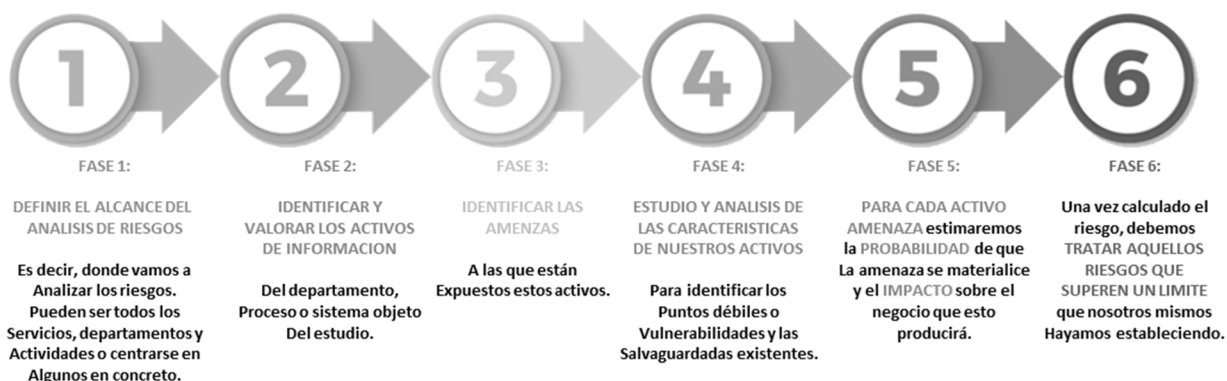 1
FASE 1:
DEFINIR EL ALCANCE DEL
ANALISIS DE RIESGOS
Es decir, donde vamos a
Analizar los riesgos.
Pueden ser todos los
Servicios, departamentos y
Actividades o centrarse en
Algunos en concreto.
2
FASE 2:
IDENTIFICAR Y
VALORAR LOS ACTIVOS
DE INFORMACION
Del departamento,
Proceso o sistema objeto
Del estudio.
3
FASE 3:
IDENTIFICAR LAS
AMENZAS
A las que están
Expuestos estos activos.
4
FASE 4:
ESTUDIO Y ANALISIS DE
LAS CARACTERISTICAS
DE NUESTROS ACTIVOS
Para identificar los
Puntos débiles o
Vulnerabilidades y las
Salvaguardadas existentes.
5
FASE 5:
PARA CADA ACTIVO
AMENAZA estimaremos
la PROBABILIDAD de que
La amenaza se materialice
y el IMPACTO sobre el
negocio que esto
producirá.
6
FASE 6:
Una vez calculado el
riesgo, debemos
TRATAR AQUELLOS
RIESGOS QUE
SUPEREN UN LIMITE
que nosotros mismos
Hayamos estableciendo.